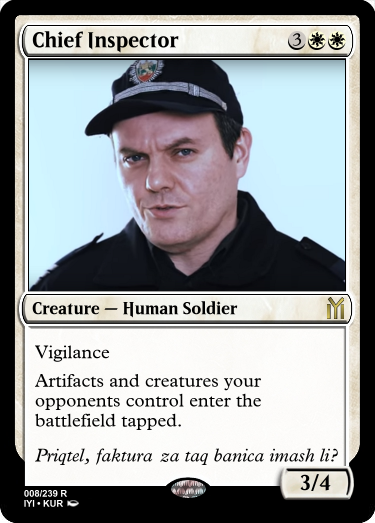 Chief Inspector 3
Creature — Human Soldier
Vigilance
Artifacts and creatures your
opponents control enter the
battlefield tapped.
Priqtel, faktura za taq banica imash li?
3/4
008/239 R
IYI • KUR